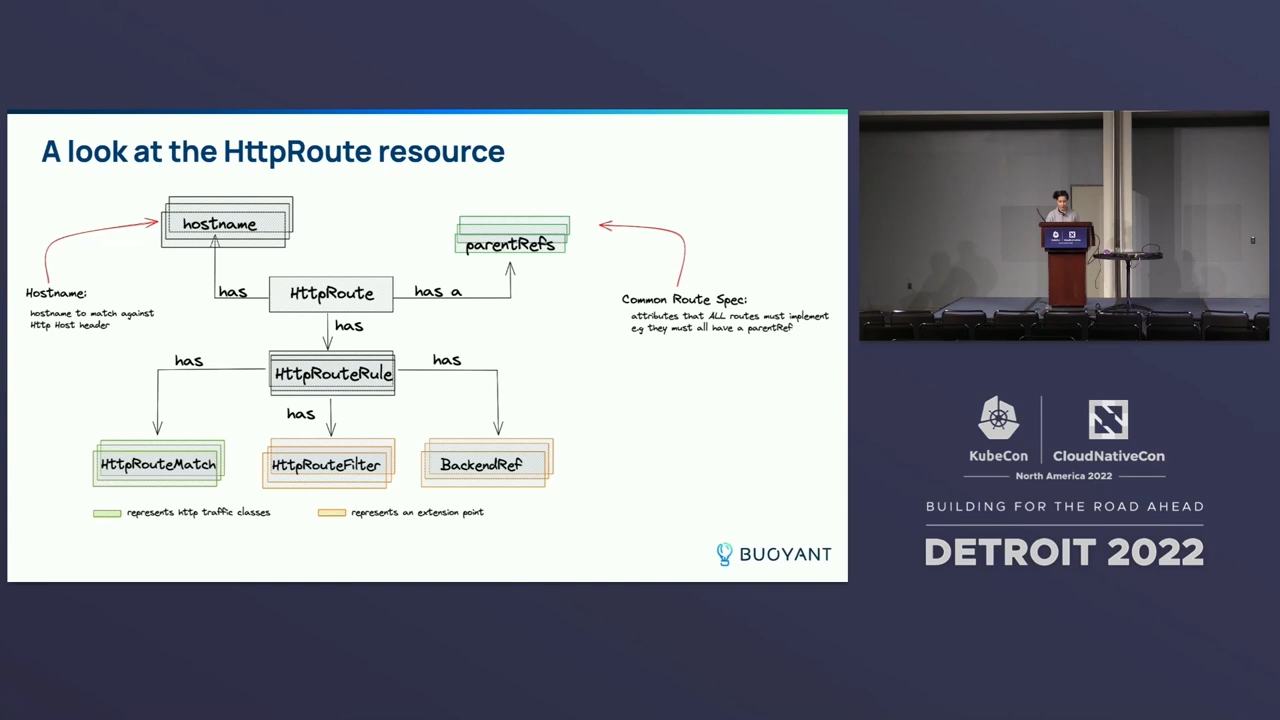 A look at the HttpRoute resource
hostname
parentRefs
Hostname:
hostname to match against
Http Host header
has
HttpRoute
has a
Common Route Spec:
attributes that ALL routes must implement
e.g they must all have a parentRef
has
has
HttpRouteRule
has
has
HttpRouteMatch
HttpRouteFilter
BackendRef
represents http traffic classes
represents an extension point
BUOYANT
KubeCon
CloudNativeCon
North America 2022
BUILDING FOR THE ROAD AHEAD
DETROIT 2022